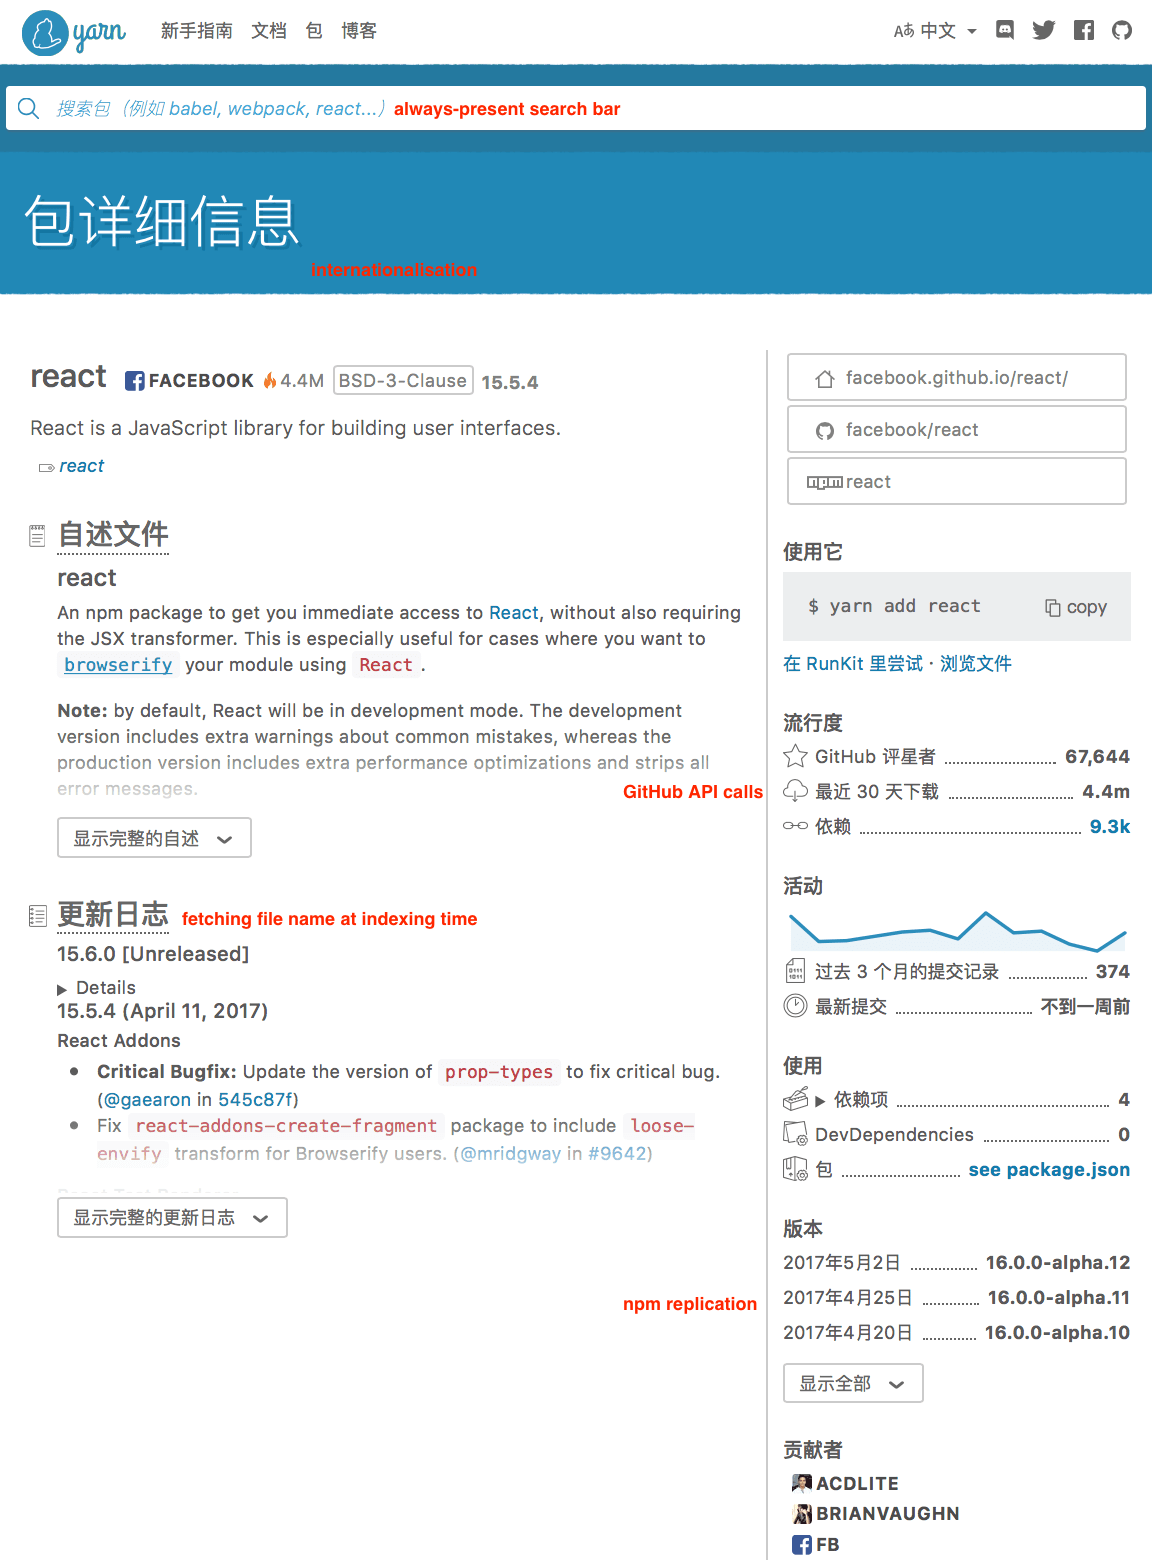 yarn 新手指南 文档 包 博客 Aあ 中文
搜索包（例如 babel, webpack, react...） always-present search bar
包详细信息
internationalisation
react FACEBOOK 4.4M BSD-3-Clause 15.5.4
React is a JavaScript library for building user interfaces.
react
自述文件
react
An npm package to get you immediate access to React, without also requiring
the JSX transformer. This is especially useful for cases where you want to
browserify your module using React.
Note: by default, React will be in development mode. The development
version includes extra warnings about common mistakes, whereas the
production version includes extra performance optimizations and strips all
error messages.
GitHub API calls
显示完整的自述
更新日志 fetching file name at indexing time
15.6.0 [Unreleased]
▶ Details
15.5.4 (April 11, 2017)
React Addons
• Critical Bugfix: Update the version of prop-types to fix critical bug.
(@gaearon in 545c87f)
• Fix react-addons-create-fragment package to include loose-
envify transform for Browserify users. (@mridgway in #9642)
React Test Renderer
显示完整的更新日志
npm replication
facebook.github.io/react/
facebook/react
npm react
使用它
$ yarn add react copy
在 RunKit 里尝试 · 浏览文件
流行度
GitHub 评星者 67,644
最近 30 天下载 4.4m
依赖 9.3k
活动
过去 3 个月的提交记录 374
最新提交 不到一周前
使用
▶ 依赖项 4
DevDependencies 0
包 see package.json
版本
2017年5月2日 16.0.0-alpha.12
2017年4月25日 16.0.0-alpha.11
2017年4月20日 16.0.0-alpha.10
显示全部
贡献者
ACDLITE
BRIANVAUGHN
FB